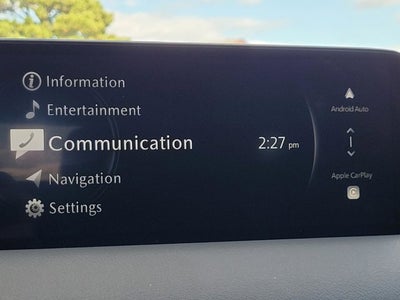 Information
Entertainment
Communication
2:27 pm
Navigation
Settings
Android Auto
Apple CarPlay